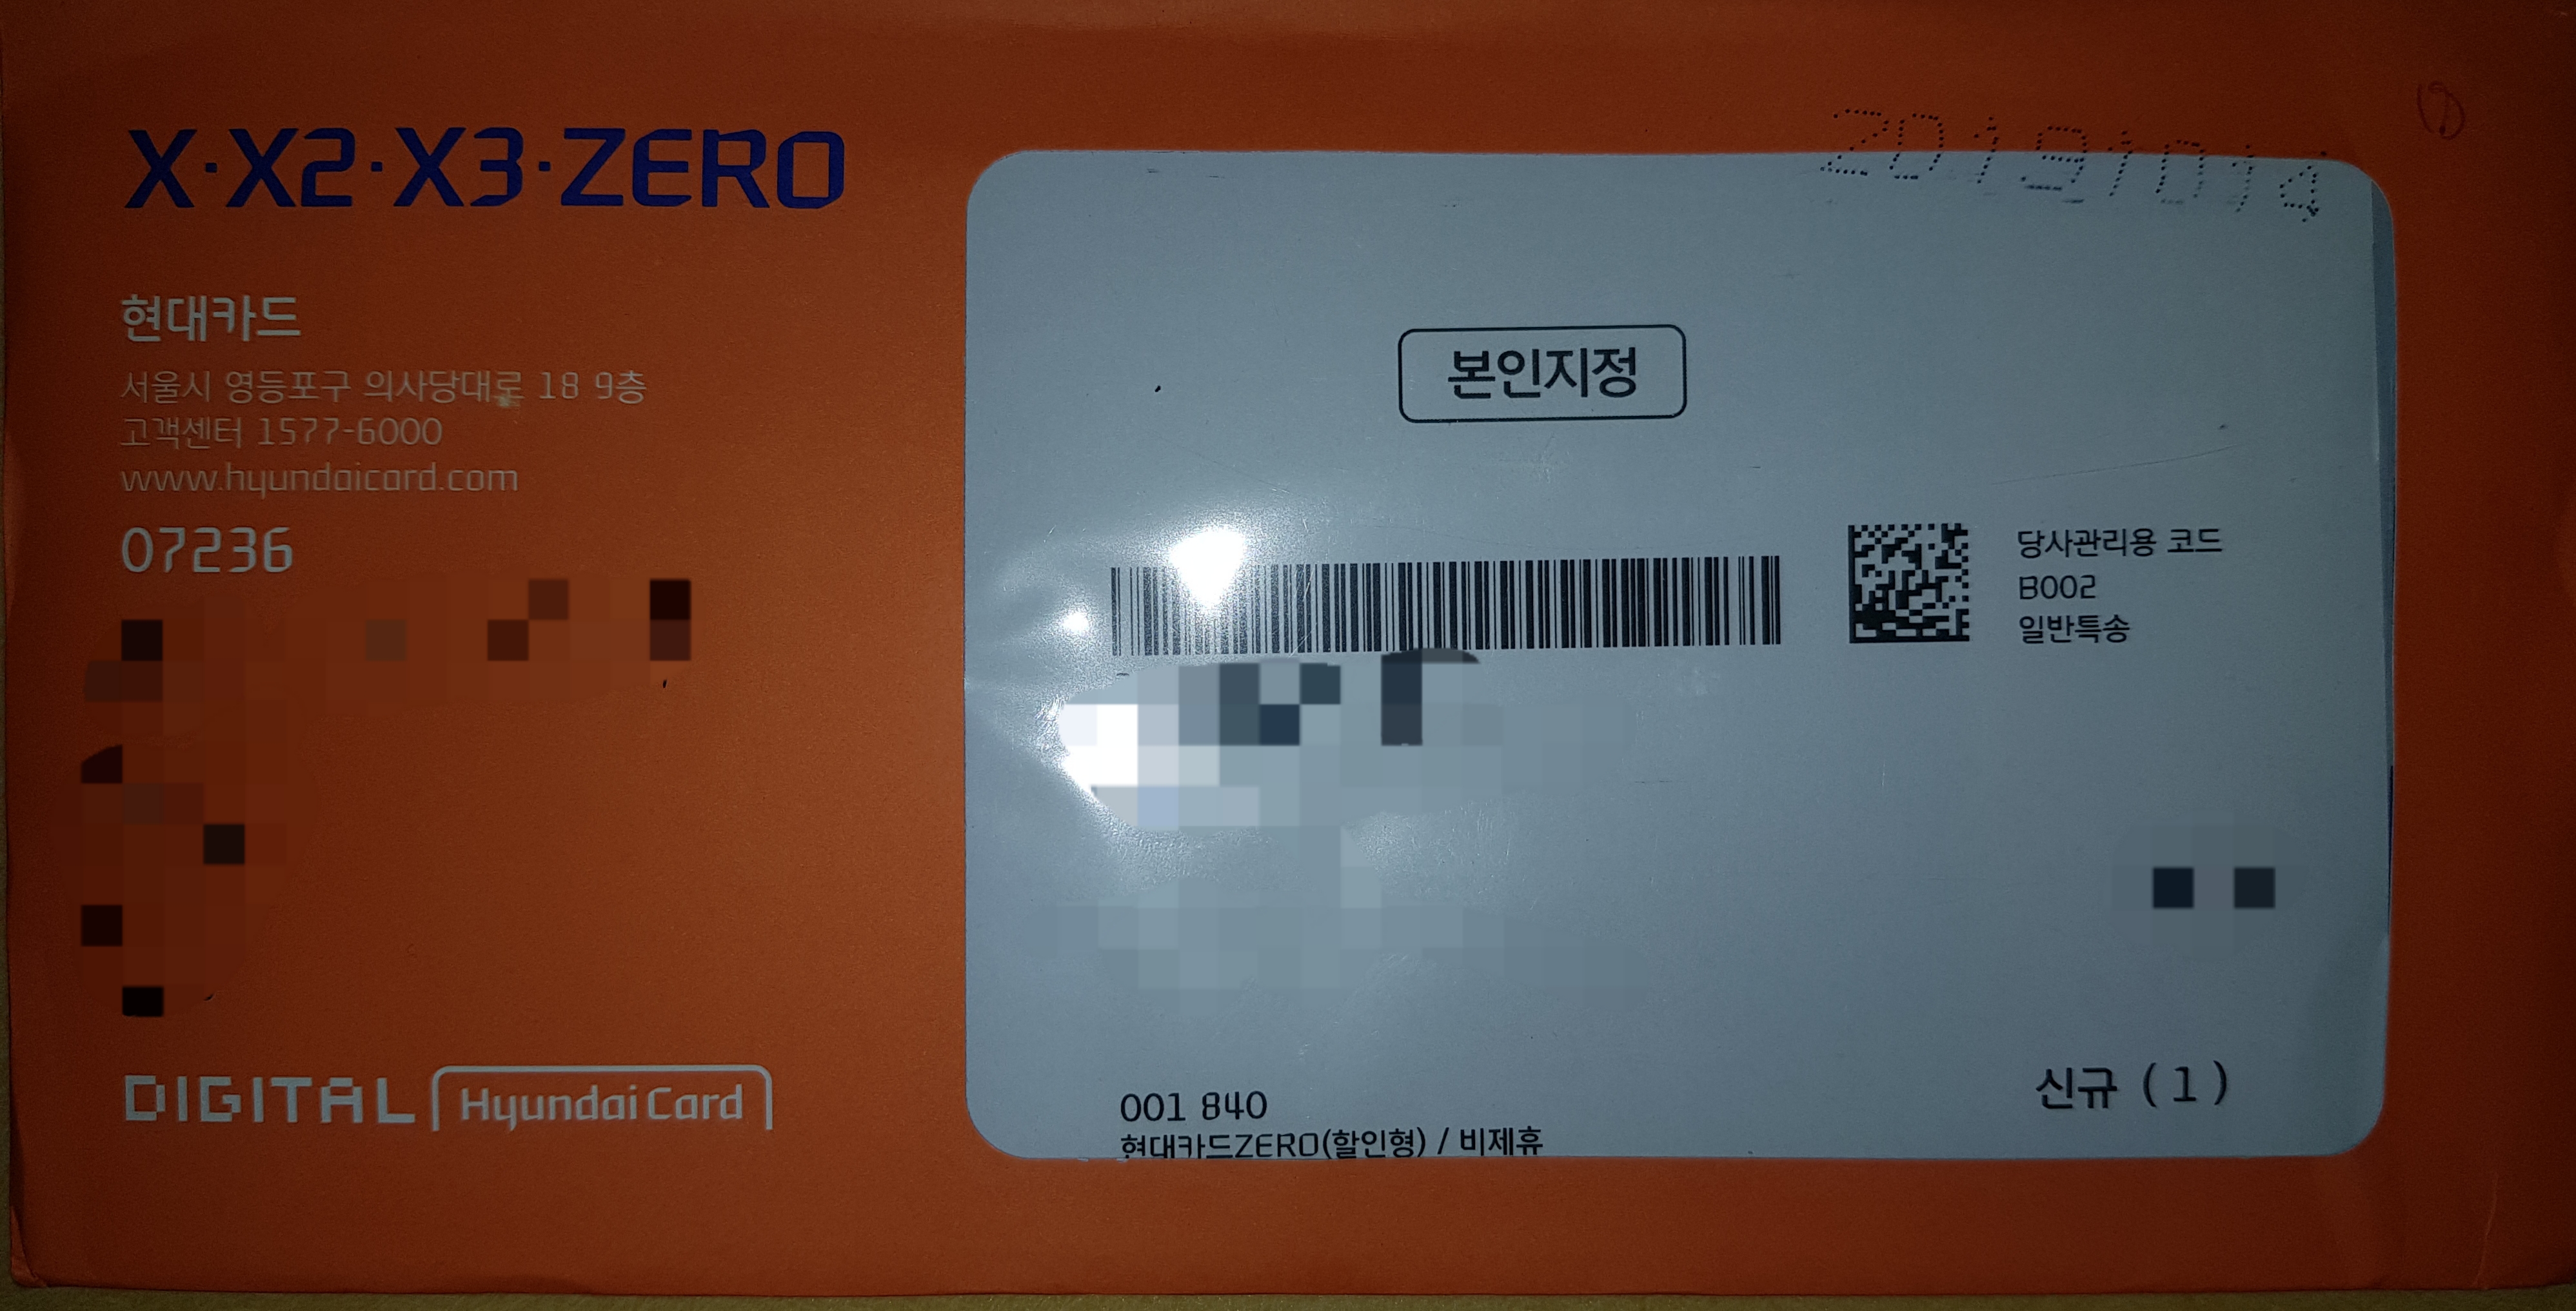 X·X2·X3·ZERO
현대카드
서울시 영등포구 의사당대로 18 9층
고객센터 1577-6000
www.hyundaicard.com
07236
DIGITAL Hyundai Card
20191014
본인지정
당사관리용 코드
B002
일반특송
신규 ( 1 )
001 840
현대카드ZERO(할인형) / 비제휴